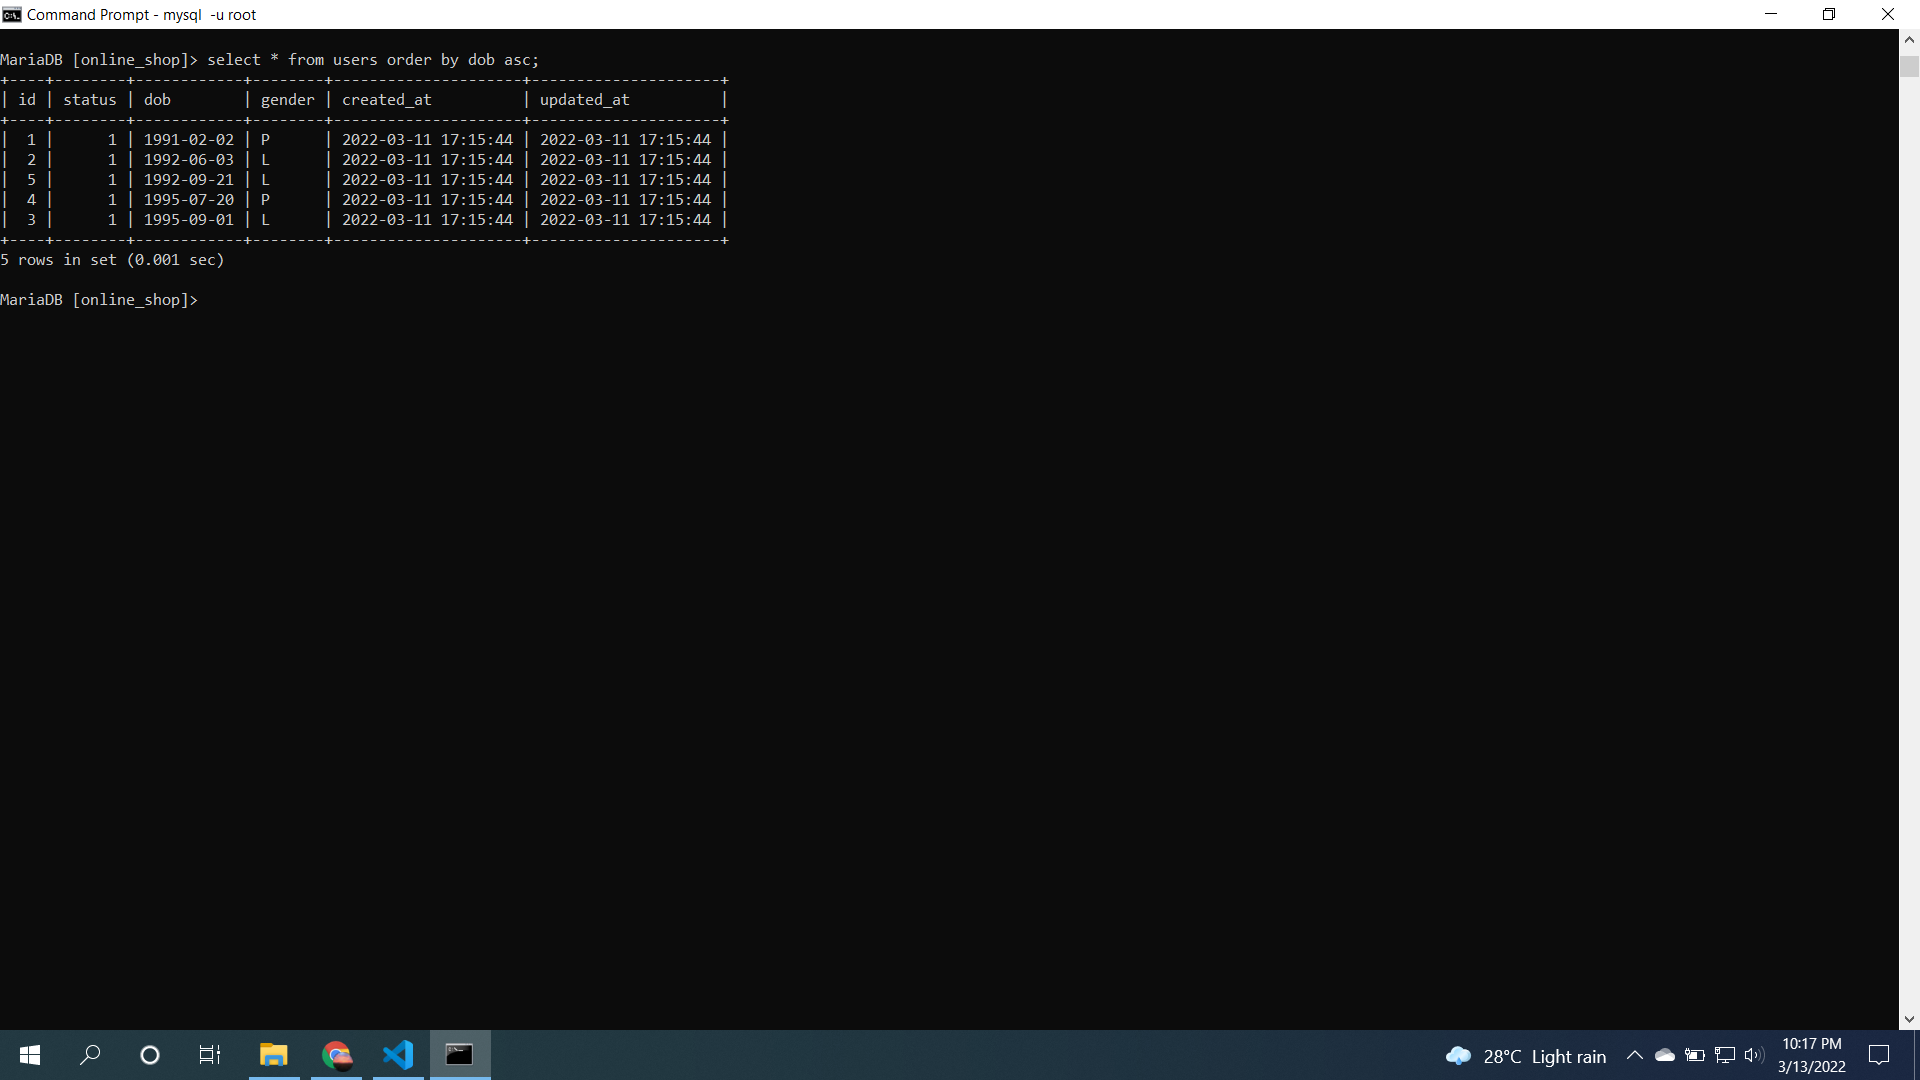 Command Prompt - mysql  -u root
MariaDB [online_shop]> select * from users order by dob asc;
+----+--------+------------+--------+---------------------+---------------------+
| id | status | dob        | gender | created_at          | updated_at          |
+----+--------+------------+--------+---------------------+---------------------+
|  1 |      1 | 1991-02-02 | P      | 2022-03-11 17:15:44 | 2022-03-11 17:15:44 |
|  2 |      1 | 1992-06-03 | L      | 2022-03-11 17:15:44 | 2022-03-11 17:15:44 |
|  5 |      1 | 1992-09-21 | L      | 2022-03-11 17:15:44 | 2022-03-11 17:15:44 |
|  4 |      1 | 1995-07-20 | P      | 2022-03-11 17:15:44 | 2022-03-11 17:15:44 |
|  3 |      1 | 1995-09-01 | L      | 2022-03-11 17:15:44 | 2022-03-11 17:15:44 |
+----+--------+------------+--------+---------------------+---------------------+
5 rows in set (0.001 sec)
MariaDB [online_shop]>
28°C  Light rain
10:17 PM
3/13/2022